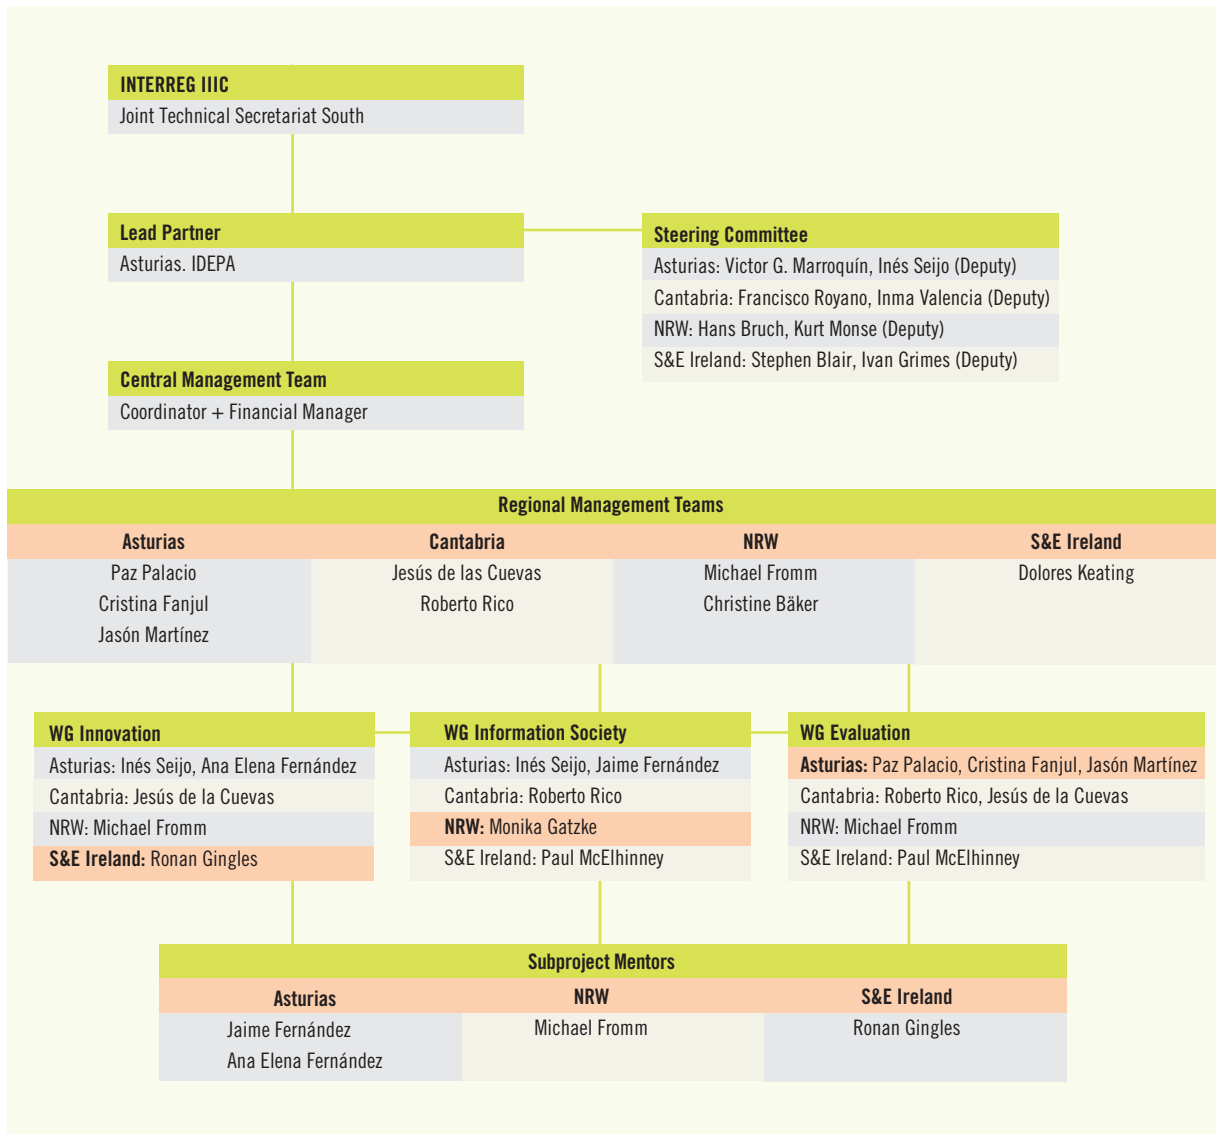 INTERREG IIIC
Joint Technical Secretariat South
Lead Partner
Asturias. IDEPA
Steering Committee
Asturias: Victor G. Marroquín, Inés Seijo (Deputy)
Cantabria: Francisco Royano, Inma Valencia (Deputy)
NRW: Hans Bruch, Kurt Monse (Deputy)
S&E Ireland: Stephen Blair, Ivan Grimes (Deputy)
Central Management Team
Coordinator + Financial Manager
Regional Management Teams
Asturias
Paz Palacio
Cristina Fanjul
Jasón Martínez
Cantabria
Jesús de las Cuevas
Roberto Rico
NRW
Michael Fromm
Christine Bäker
S&E Ireland
Dolores Keating
WG Innovation
Asturias: Inés Seijo, Ana Elena Fernández
Cantabria: Jesús de la Cuevas
NRW: Michael Fromm
S&E Ireland: Ronan Gingles
WG Information Society
Asturias: Inés Seijo, Jaime Fernández
Cantabria: Roberto Rico
NRW: Monika Gatzke
S&E Ireland: Paul McElhinney
WG Evaluation
Asturias: Paz Palacio, Cristina Fanjul, Jasón Martínez
Cantabria: Roberto Rico, Jesús de la Cuevas
NRW: Michael Fromm
S&E Ireland: Paul McElhinney
Subproject Mentors
Asturias
Jaime Fernández
Ana Elena Fernández
NRW
Michael Fromm
S&E Ireland
Ronan Gingles